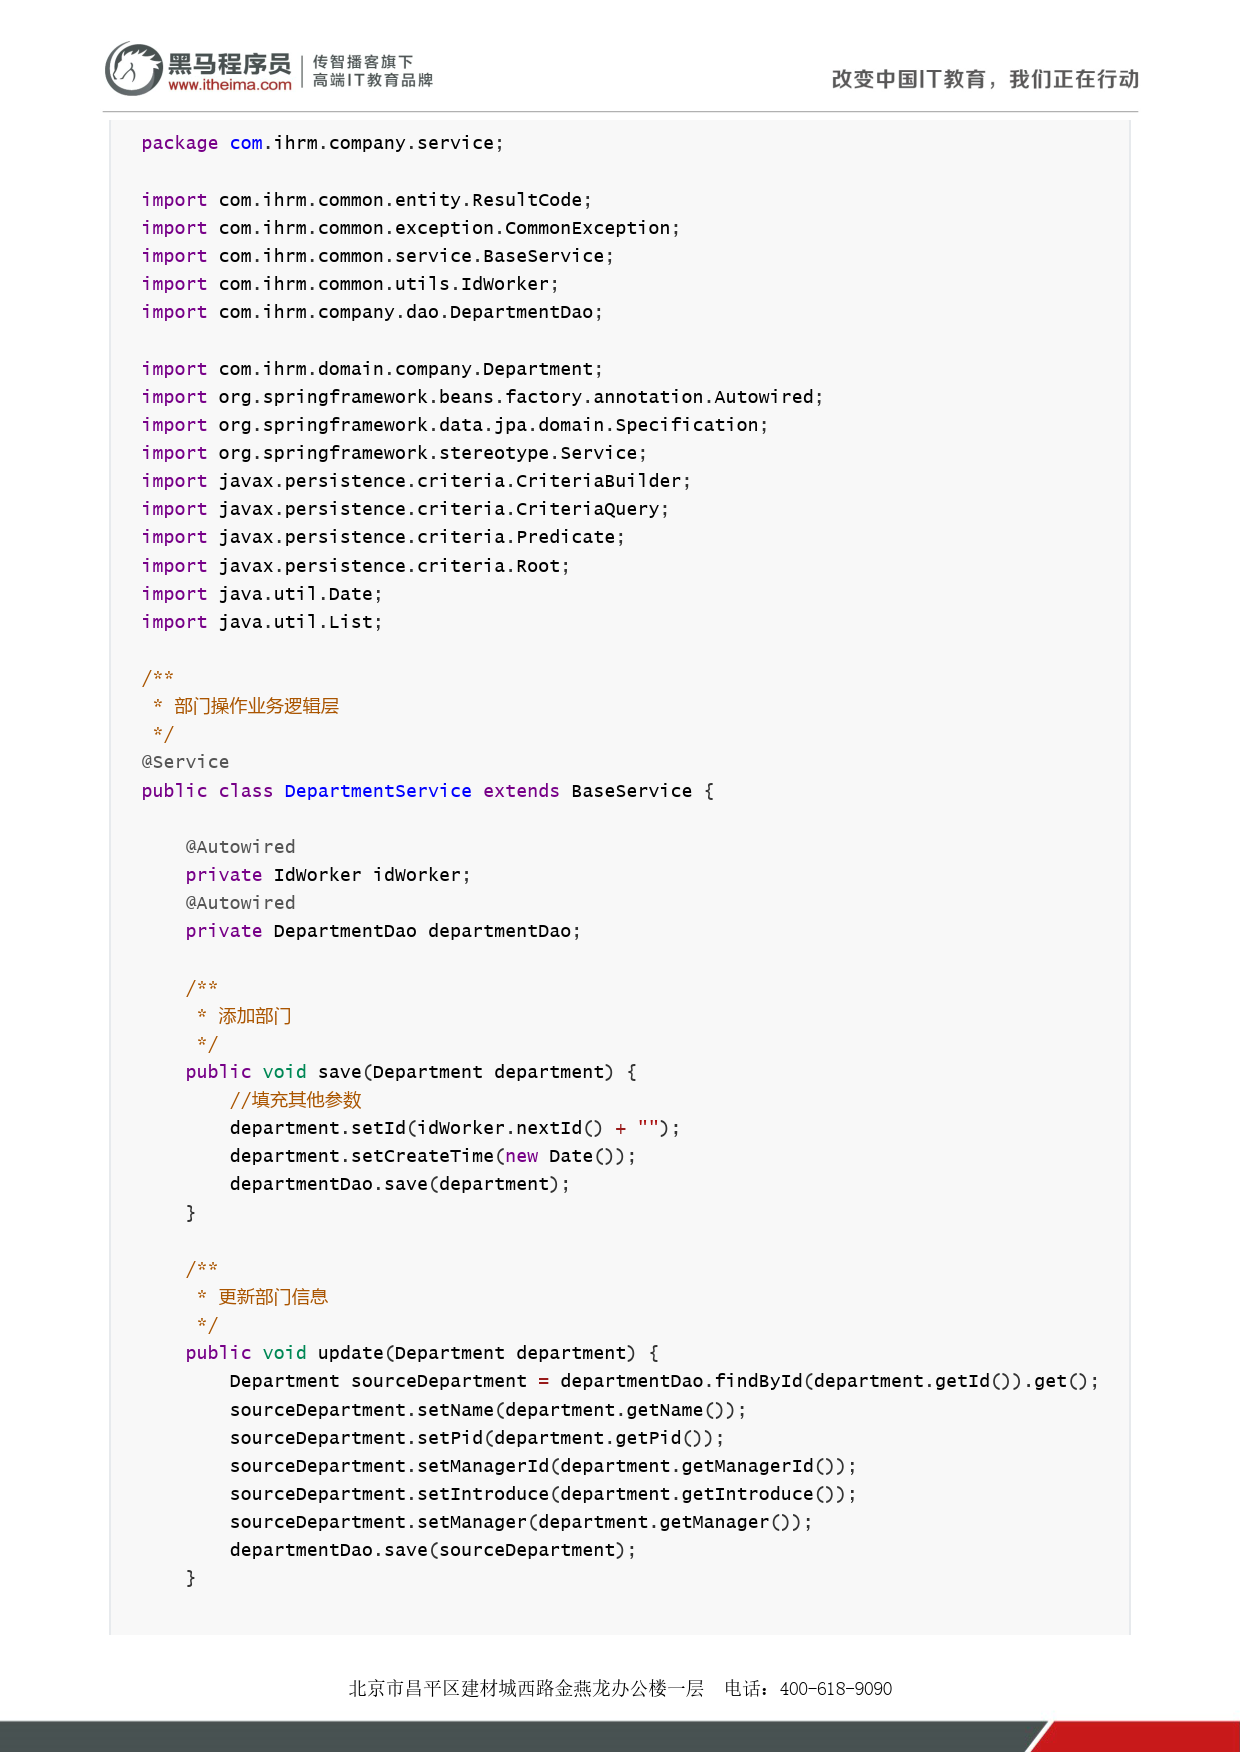 黑马程序员
www.itheima.com
传智播客旗下
高端IT教育品牌
改变中国IT教育，我们正在行动
package com.ihrm.company.service;

import com.ihrm.common.entity.ResultCode;
import com.ihrm.common.exception.CommonException;
import com.ihrm.common.service.BaseService;
import com.ihrm.common.utils.IdWorker;
import com.ihrm.company.dao.DepartmentDao;

import com.ihrm.domain.company.Department;
import org.springframework.beans.factory.annotation.Autowired;
import org.springframework.data.jpa.domain.Specification;
import org.springframework.stereotype.Service;
import javax.persistence.criteria.CriteriaBuilder;
import javax.persistence.criteria.CriteriaQuery;
import javax.persistence.criteria.Predicate;
import javax.persistence.criteria.Root;
import java.util.Date;
import java.util.List;

/**
 * 部门操作业务逻辑层
 */
@Service
public class DepartmentService extends BaseService {

    @Autowired
    private IdWorker idWorker;
    @Autowired
    private DepartmentDao departmentDao;

    /**
     * 添加部门
     */
    public void save(Department department) {
        //填充其他参数
        department.setId(idWorker.nextId() + "");
        department.setCreateTime(new Date());
        departmentDao.save(department);
    }

    /**
     * 更新部门信息
     */
    public void update(Department department) {
        Department sourceDepartment = departmentDao.findById(department.getId()).get();
        sourceDepartment.setName(department.getName());
        sourceDepartment.setPid(department.getPid());
        sourceDepartment.setManagerId(department.getManagerId());
        sourceDepartment.setIntroduce(department.getIntroduce());
        sourceDepartment.setManager(department.getManager());
        departmentDao.save(sourceDepartment);
    }

北京市昌平区建材城西路金燕龙办公楼一层 电话：400-618-9090